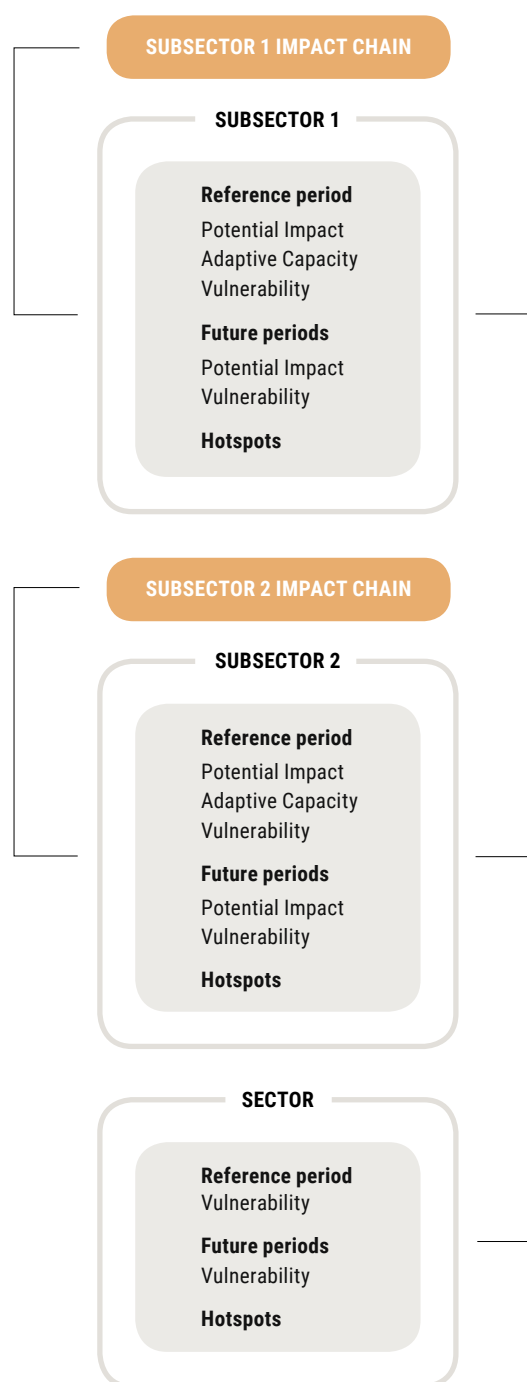 SUBSECTOR 1 IMPACT CHAIN
SUBSECTOR 1
Reference period
Potential Impact
Adaptive Capacity
Vulnerability
Future periods
Potential Impact
Vulnerability
Hotspots
SUBSECTOR 2 IMPACT CHAIN
SUBSECTOR 2
Reference period
Potential Impact
Adaptive Capacity
Vulnerability
Future periods
Potential Impact
Vulnerability
Hotspots
SECTOR
Reference period
Vulnerability
Future periods
Vulnerability
Hotspots